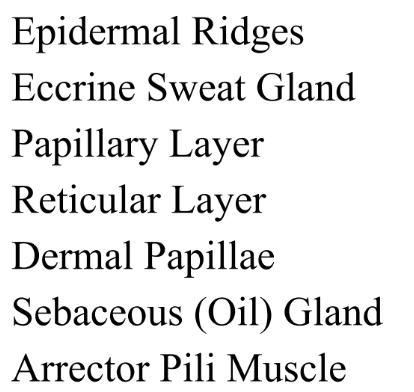 Epidermal Ridges
Eccrine Sweat Gland
Papillary Layer
Reticular Layer
Dermal Papillae
Sebaceous (Oil) Gland
Arrector Pili Muscle